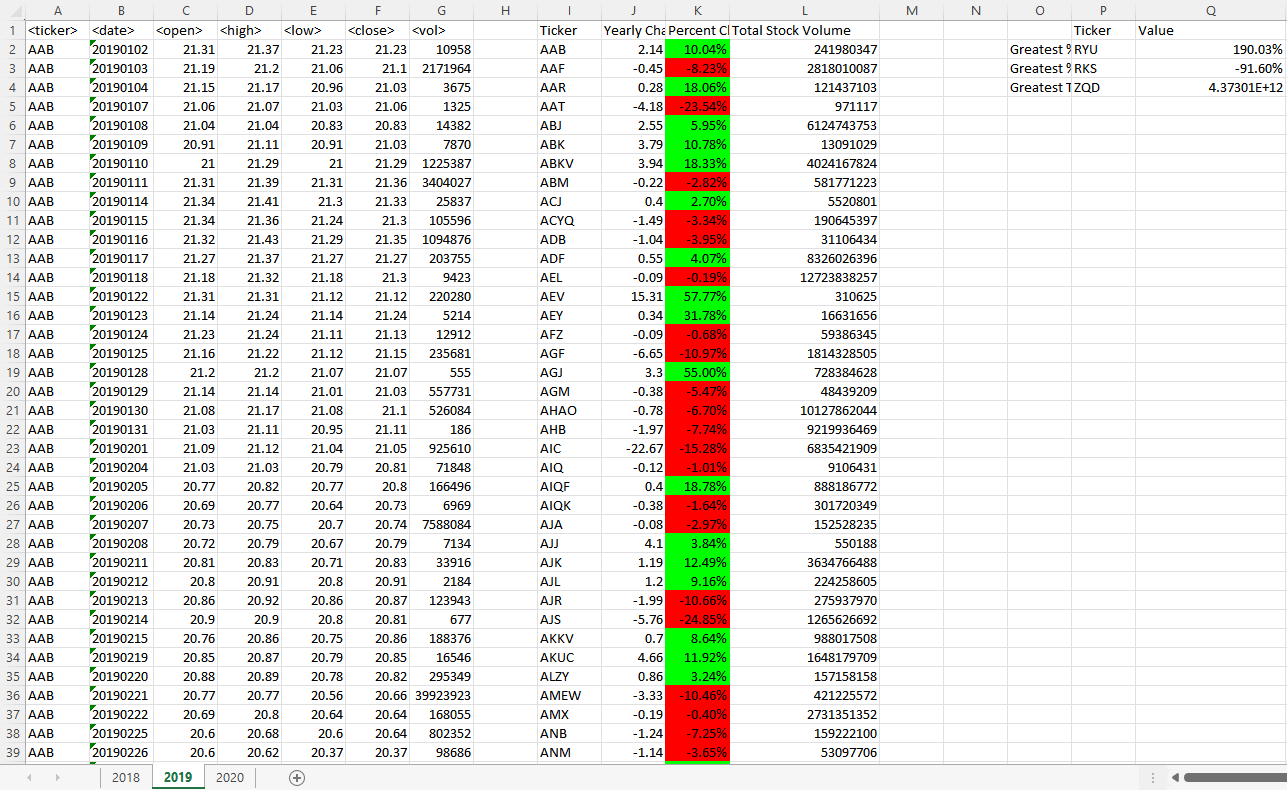 A B C D E F G H I J K L M N O P Q
1 <ticker> <date> <open> <high> <low> <close> <vol> Ticker Yearly Cha Percent Cl Total Stock Volume Ticker Value
2 AAB 20190102 21.31 21.37 21.23 21.23 10958 AAB 2.14 10.04% 241980347 Greatest % RYU 190.03%
3 AAB 20190103 21.19 21.2 21.06 21.1 2171964 AAF -0.45 -8.23% 2818010087 Greatest % RKS -91.60%
4 AAB 20190104 21.15 21.17 20.96 21.03 3675 AAR 0.28 18.06% 121437103 Greatest T ZQD 4.37301E+12
5 AAB 20190107 21.06 21.07 21.03 21.06 1325 AAT -4.18 -23.54% 971117
6 AAB 20190108 21.04 21.04 20.83 20.83 14382 ABJ 2.55 5.95% 6124743753
7 AAB 20190109 20.91 21.11 20.91 21.03 7870 ABK 3.79 10.78% 13091029
8 AAB 20190110 21 21.29 21 21.29 1225387 ABKV 3.94 18.33% 4024167824
9 AAB 20190111 21.31 21.39 21.31 21.36 3404027 ABM -0.22 -2.82% 581771223
10 AAB 20190114 21.34 21.41 21.3 21.33 25837 ACJ 0.4 2.70% 5520801
11 AAB 20190115 21.34 21.36 21.24 21.3 105596 ACYQ -1.49 -3.34% 190645397
12 AAB 20190116 21.32 21.43 21.29 21.35 1094876 ADB -1.04 -3.95% 31106434
13 AAB 20190117 21.27 21.37 21.27 21.27 203755 ADF 0.55 4.07% 8326026396
14 AAB 20190118 21.18 21.32 21.18 21.3 9423 AEL -0.09 -0.19% 12723838257
15 AAB 20190122 21.31 21.31 21.12 21.12 220280 AEV 15.31 57.77% 310625
16 AAB 20190123 21.14 21.24 21.14 21.24 5214 AEY 0.34 31.78% 16631656
17 AAB 20190124 21.23 21.24 21.11 21.13 12912 AFZ -0.09 -0.68% 59386345
18 AAB 20190125 21.16 21.22 21.12 21.15 235681 AGF -6.65 -10.97% 1814328505
19 AAB 20190128 21.2 21.2 21.07 21.07 555 AGJ 3.3 55.00% 728384628
20 AAB 20190129 21.14 21.14 21.01 21.03 557731 AGM -0.38 -5.47% 48439209
21 AAB 20190130 21.08 21.17 21.08 21.1 526084 AHAO -0.78 -6.70% 10127862044
22 AAB 20190131 21.03 21.11 20.95 21.11 186 AHB -1.97 -7.74% 9219936469
23 AAB 20190201 21.09 21.12 21.04 21.05 925610 AIC -22.67 -15.28% 6835421909
24 AAB 20190204 21.03 21.03 20.79 20.81 71848 AIQ -0.12 -1.01% 9106431
25 AAB 20190205 20.77 20.82 20.77 20.8 166496 AIQF 0.4 18.78% 888186772
26 AAB 20190206 20.69 20.77 20.64 20.73 6969 AIQK -0.38 -1.64% 301720349
27 AAB 20190207 20.73 20.75 20.7 20.74 7588084 AJA -0.08 -2.97% 152528235
28 AAB 20190208 20.72 20.79 20.67 20.79 7134 AJJ 4.1 3.84% 550188
29 AAB 20190211 20.81 20.83 20.71 20.83 33916 AJK 1.19 12.49% 3634766488
30 AAB 20190212 20.8 20.91 20.8 20.91 2184 AJL 1.2 9.16% 224258605
31 AAB 20190213 20.86 20.92 20.86 20.87 123943 AJR -1.99 -10.66% 275937970
32 AAB 20190214 20.9 20.9 20.8 20.81 677 AJS -5.76 -24.85% 1265626692
33 AAB 20190215 20.76 20.86 20.75 20.86 188376 AKKV 0.7 8.64% 988017508
34 AAB 20190219 20.85 20.87 20.79 20.85 16546 AKUC 4.66 11.92% 1648179709
35 AAB 20190220 20.88 20.89 20.78 20.82 295349 ALZY 0.86 3.24% 157158158
36 AAB 20190221 20.77 20.77 20.56 20.66 39923923 AMEW -3.33 -10.46% 421225572
37 AAB 20190222 20.69 20.8 20.64 20.64 168055 AMX -0.19 -0.40% 2731351352
38 AAB 20190225 20.6 20.68 20.6 20.64 802352 ANB -1.24 -7.25% 159222100
39 AAB 20190226 20.6 20.62 20.37 20.37 98686 ANM -1.14 -3.65% 53097706
2018 2019 2020